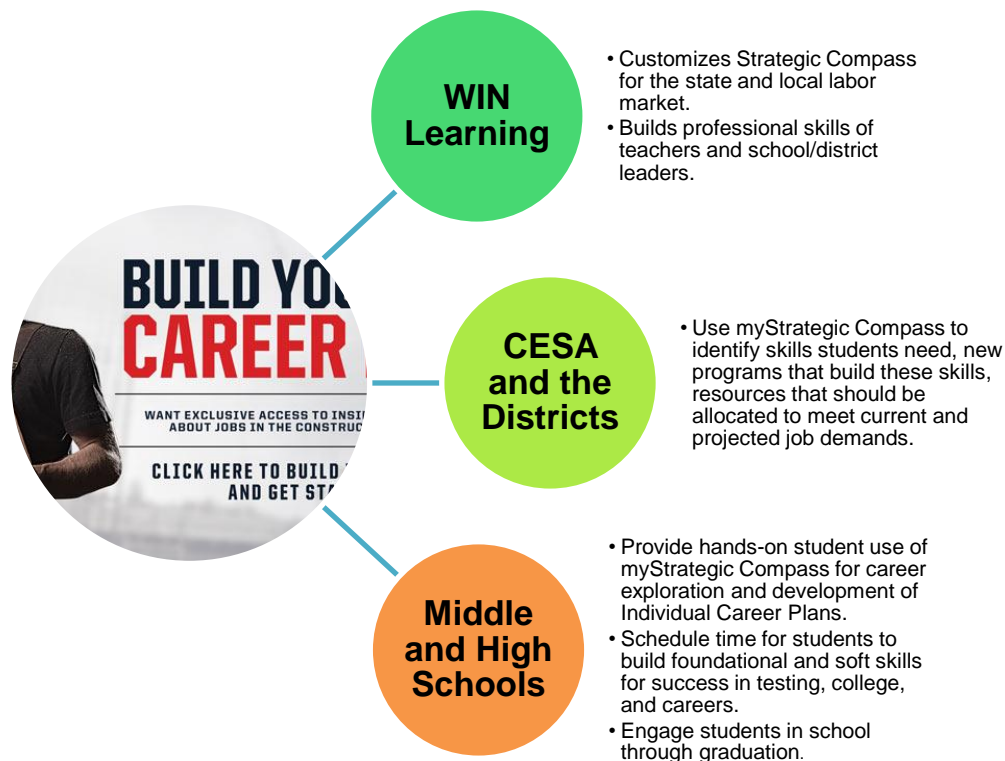 WIN
Learning
• Customizes Strategic Compass
for the state and local labor
market.
• Builds professional skills of
teachers and school/district
leaders.
BUILD YOU
CAREER
WANT EXCLUSIVE ACCESS TO INSI
ABOUT JOBS IN THE CONSTRUC
CLICK HERE TO BUILD
AND GET STA
CESA
and the
Districts
• Use myStrategic Compass to
identify skills students need, new
programs that build these skills,
resources that should be
allocated to meet current and
projected job demands.
Middle
and High
Schools
• Provide hands-on student use of
myStrategic Compass for career
exploration and development of
Individual Career Plans.
• Schedule time for students to
build foundational and soft skills
for success in testing, college,
and careers.
• Engage students in school
through graduation.